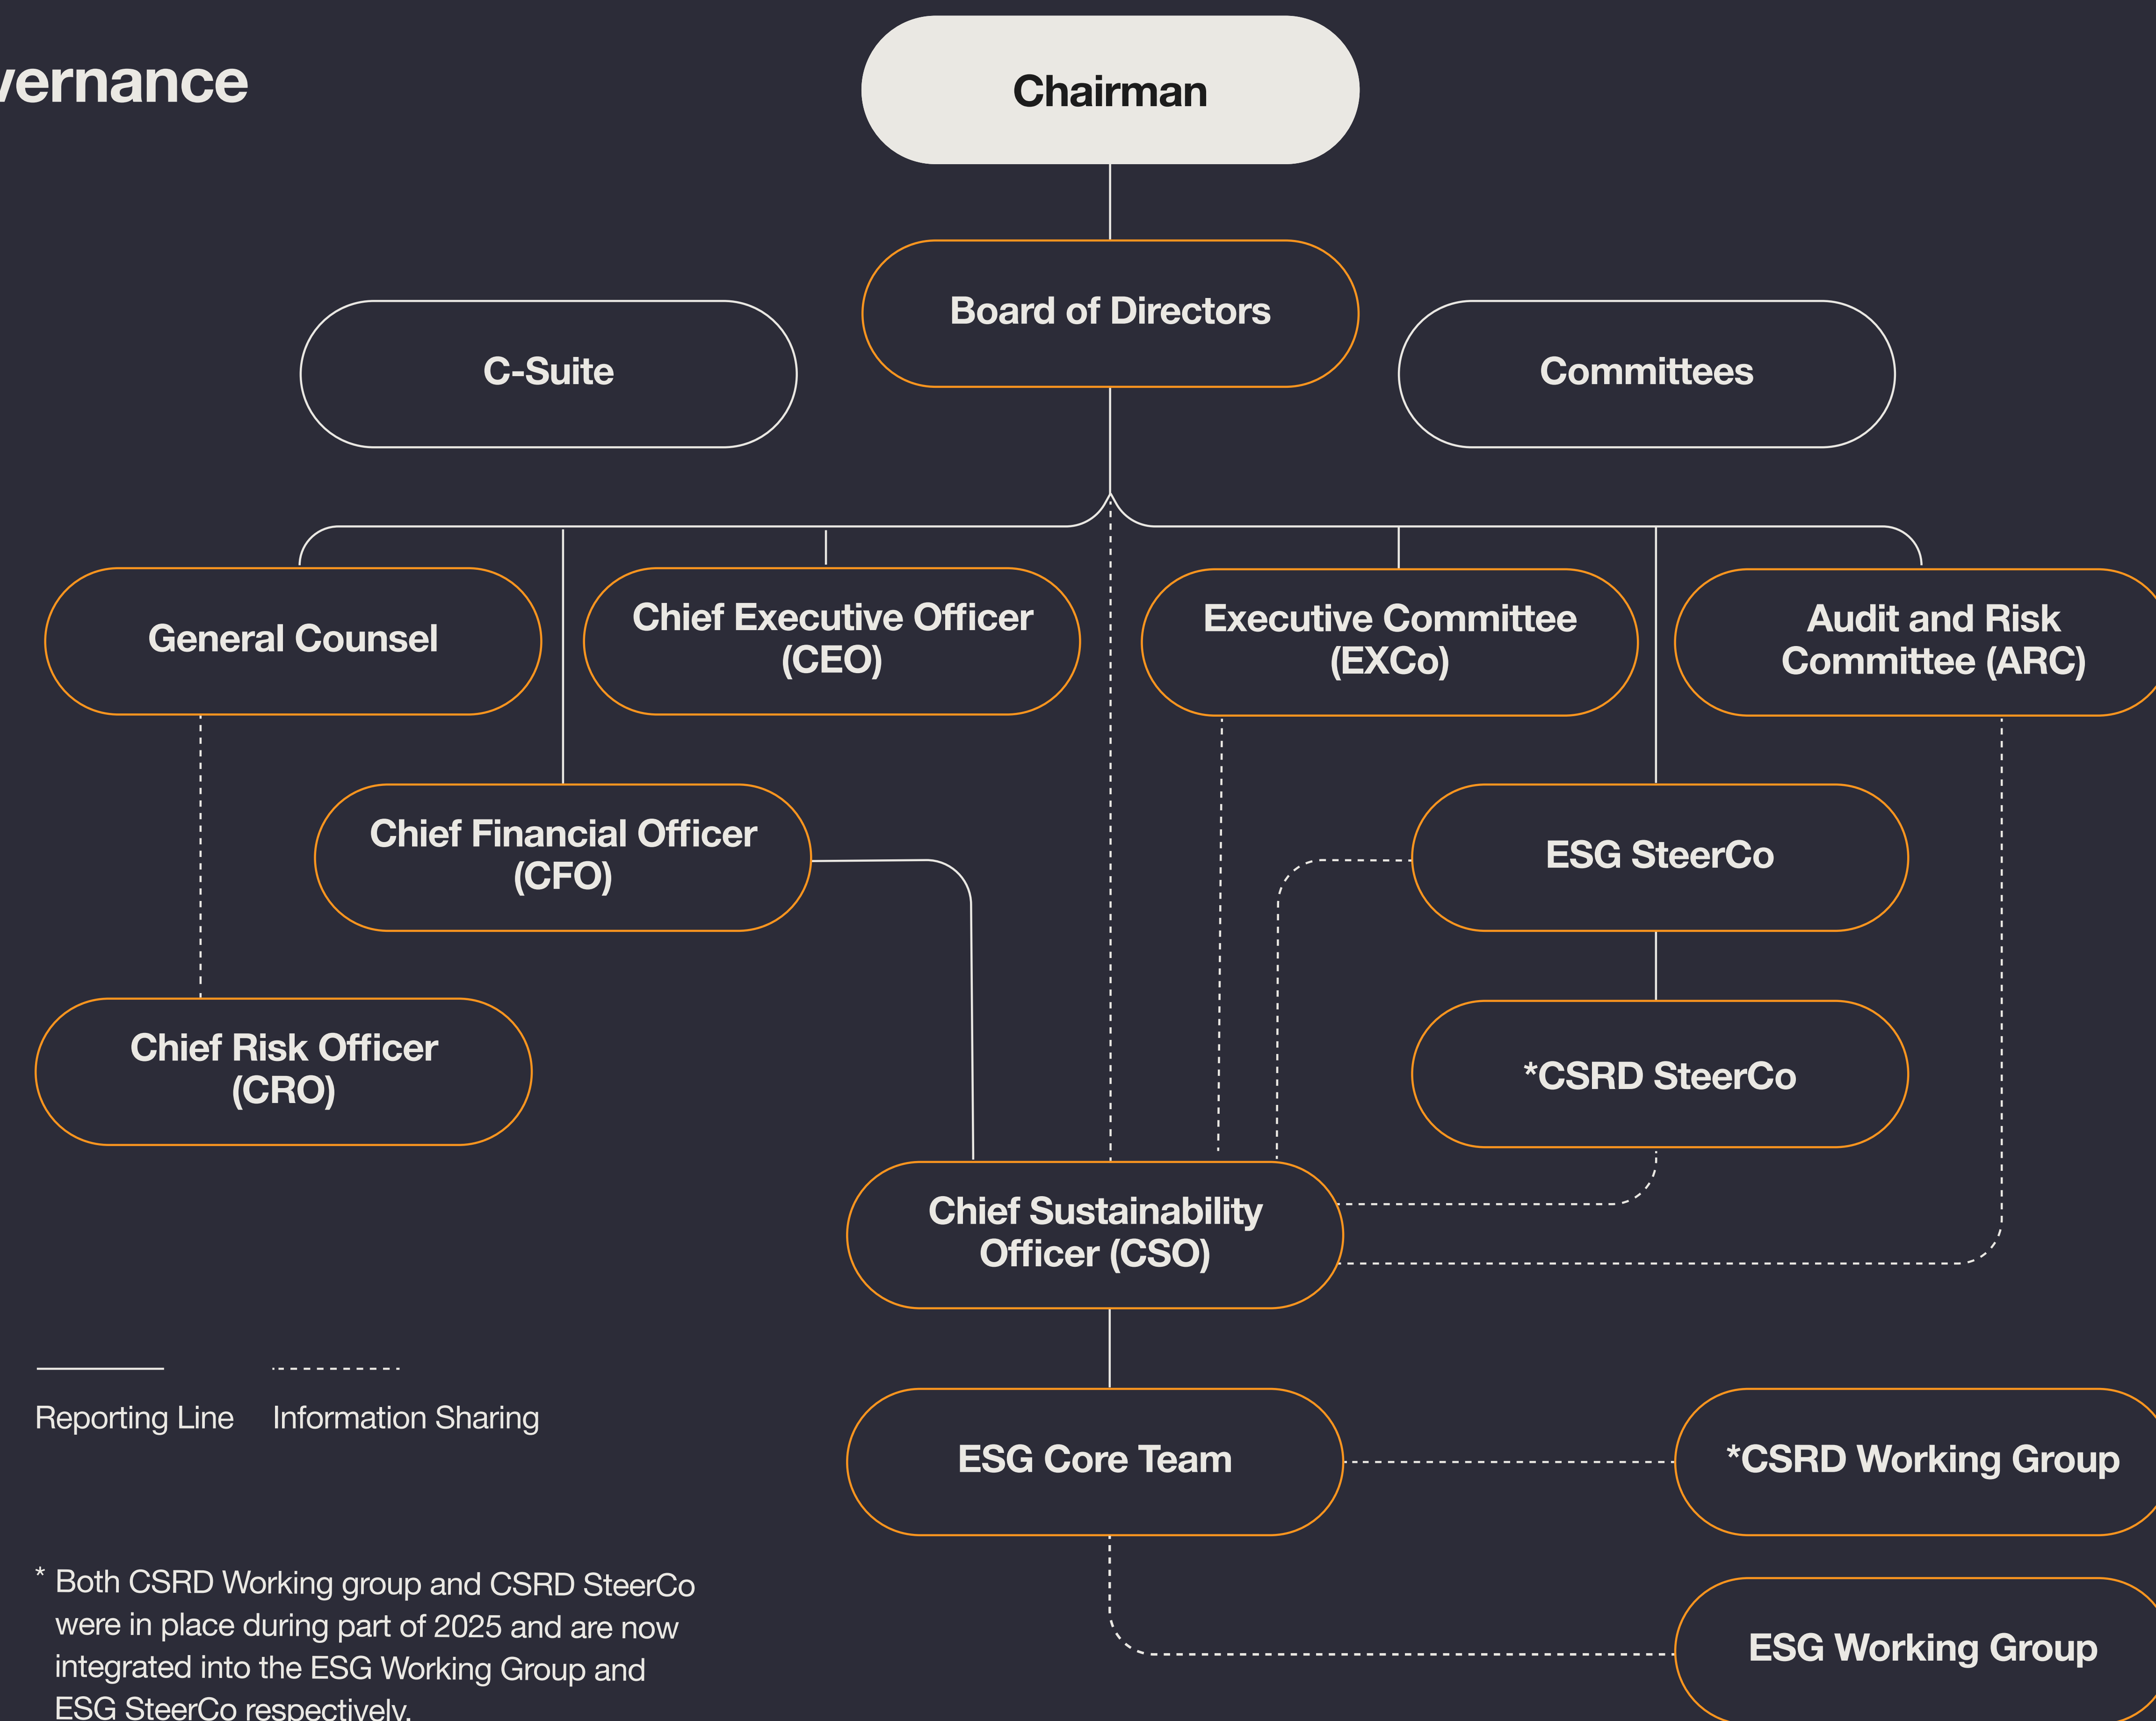 vernance
Chairman
Board of Directors
C-Suite
Committees
General Counsel
Chief Executive Officer
(CEO)
Executive Committee
(EXCo)
Audit and Risk
Committee (ARC)
Chief Financial Officer
(CFO)
ESG SteerCo
Chief Risk Officer
(CRO)
*CSRD SteerCo
Chief Sustainability
Officer (CSO)
Reporting Line
Information Sharing
ESG Core Team
*CSRD Working Group
ESG Working Group
* Both CSRD Working group and CSRD SteerCo
were in place during part of 2025 and are now
integrated into the ESG Working Group and
ESG SteerCo respectively.